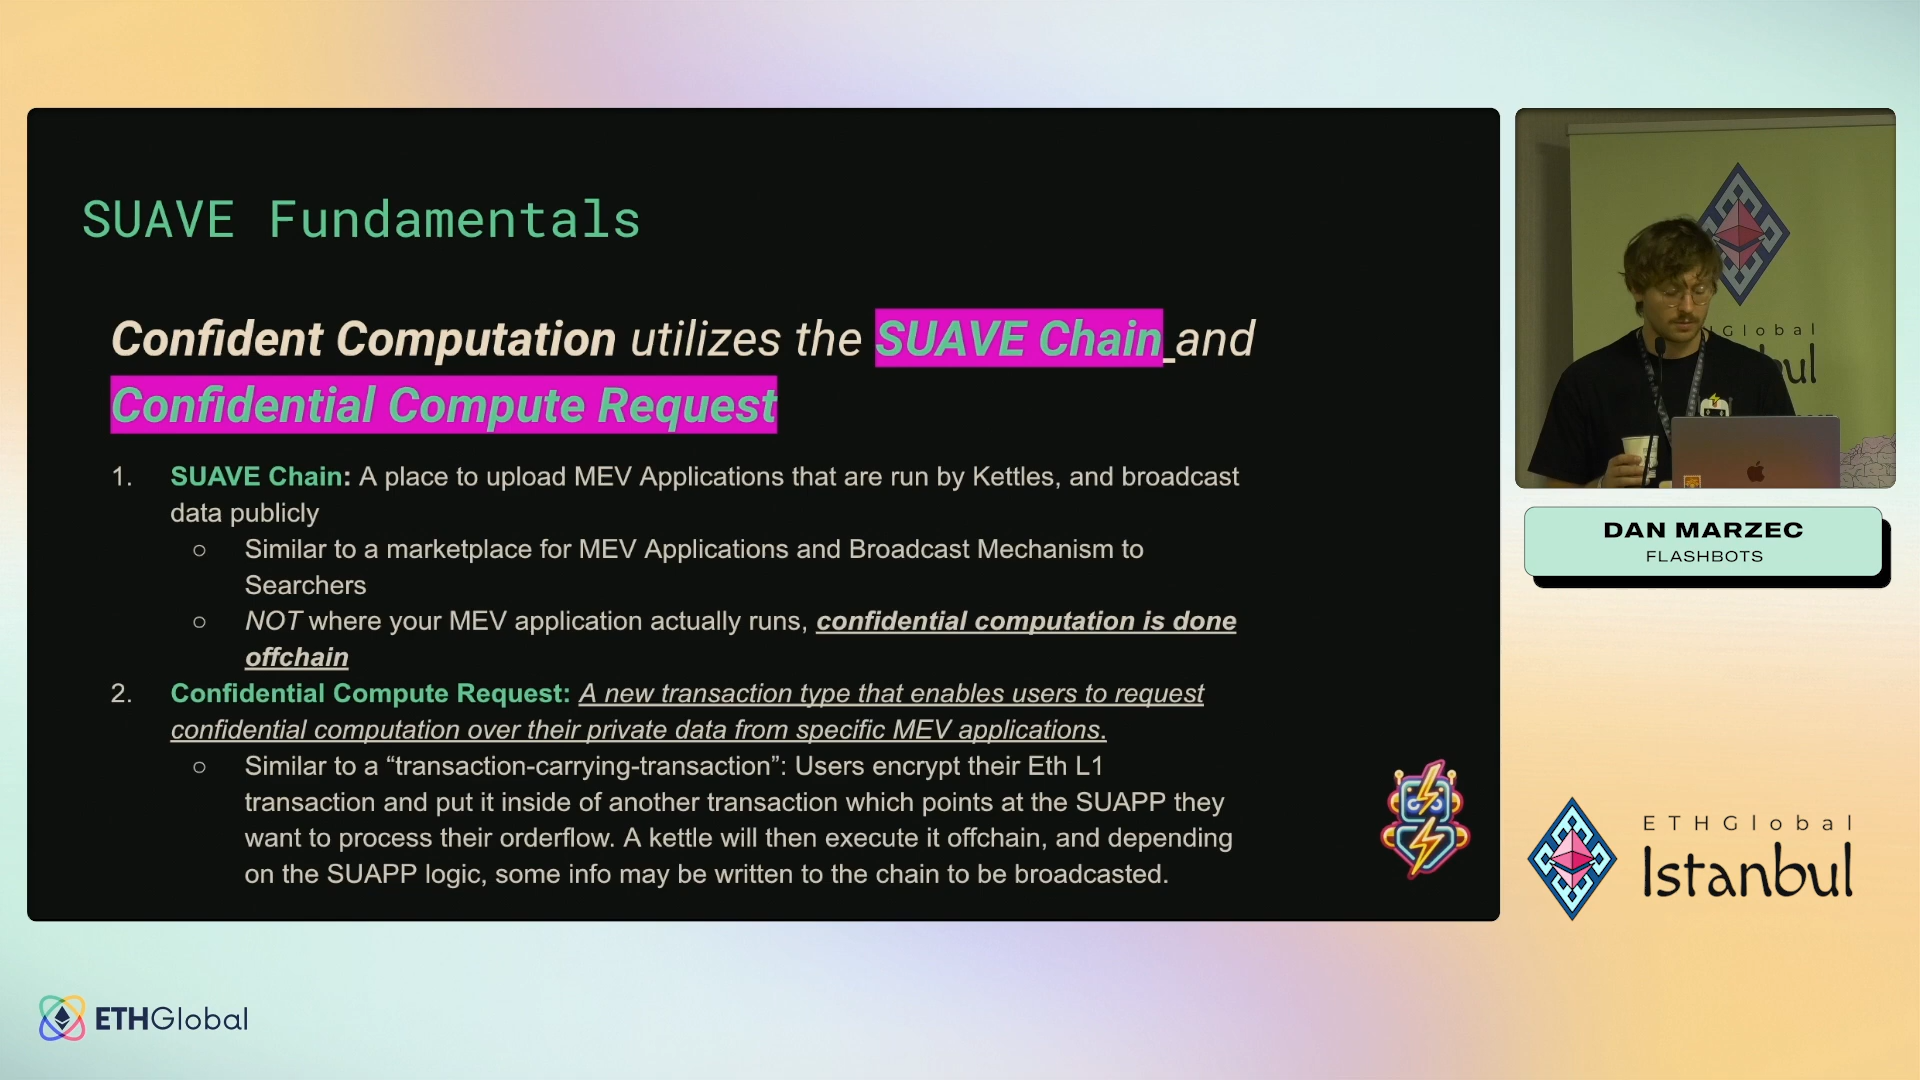 SUAVE Fundamentals
Confident Computation utilizes the SUAVE Chain and
Confidential Compute Request
1. SUAVE Chain: A place to upload MEV Applications that are run by Kettles, and broadcast
data publicly
○ Similar to a marketplace for MEV Applications and Broadcast Mechanism to
Searchers
○ NOT where your MEV application actually runs, confidential computation is done
offchain
2. Confidential Compute Request: A new transaction type that enables users to request
confidential computation over their private data from specific MEV applications.
○ Similar to a “transaction-carrying-transaction”: Users encrypt their Eth L1
transaction and put it inside of another transaction which points at the SUAPP they
want to process their orderflow. A kettle will then execute it offchain, and depending
on the SUAPP logic, some info may be written to the chain to be broadcasted.
Global
ul
DAN MARZEC
FLASHBOTS
ETHGlobal
Istanbul
ETHGlobal